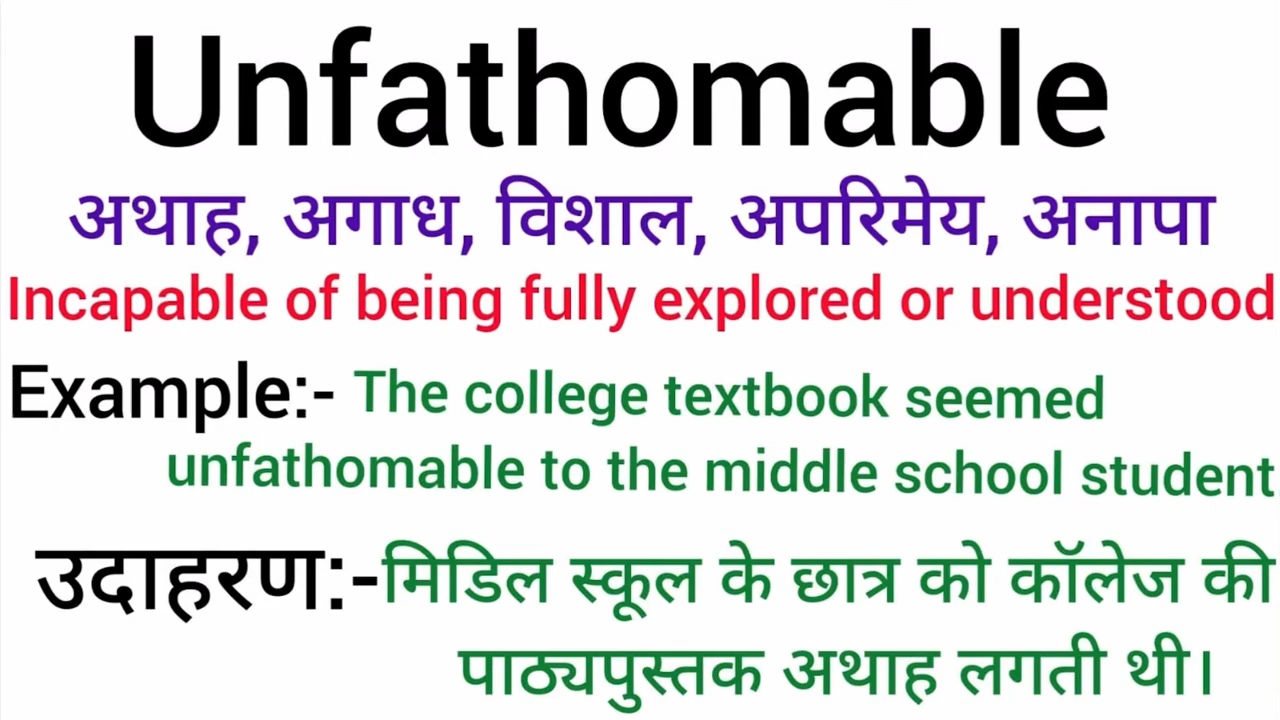 Unfathomable
अथाह, अगाध, विशाल, अपरिमेय, अनापा
Incapable of being fully explored or understood
Example:- The college textbook seemed
unfathomable to the middle school student.
उदाहरण:-मिडिल स्कूल के छात्र को कॉलेज की
पाठ्यपुस्तक अथाह लगती थी।